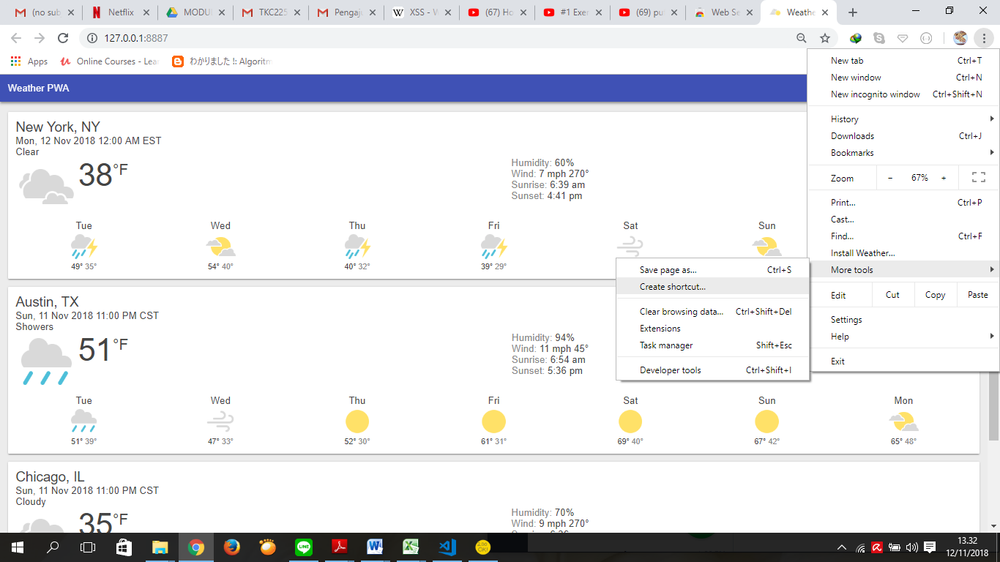 (no sub
Netflix
MODUL
TKC225
Pengaju
XSS - W
(67) Ho
#1 Exer
(69) pu
Web Se
Weathe
127.0.0.1:8887
Apps
Online Courses - Lear
わかりました !: Algoritm
Weather PWA
New York, NY
Mon, 12 Nov 2018 12:00 AM EST
Clear
38°F
Humidity: 60%
Wind: 7 mph 270°
Sunrise: 6:39 am
Sunset: 4:41 pm
Tue Wed Thu Fri Sat Sun
49° 35° 54° 40° 40° 32° 39° 29°
Austin, TX
Sun, 11 Nov 2018 11:00 PM CST
Showers
51°F
Humidity: 94%
Wind: 11 mph 45°
Sunrise: 6:54 am
Sunset: 5:36 pm
Tue Wed Thu Fri Sat Sun Mon
51° 39° 47° 33° 52° 30° 61° 31° 69° 40° 67° 42° 65° 48°
Chicago, IL
Sun, 11 Nov 2018 11:00 PM CST
Cloudy
35°F
Humidity: 70%
Wind: 9 mph 270°
New tab Ctrl+T
New window Ctrl+N
New incognito window Ctrl+Shift+N
History
Downloads Ctrl+J
Bookmarks
Zoom − 67% +
Print... Ctrl+P
Cast...
Find... Ctrl+F
Install Weather...
More tools
Edit Cut Copy Paste
Settings
Help
Exit
Save page as... Ctrl+S
Create shortcut...
Clear browsing data... Ctrl+Shift+Del
Extensions
Task manager Shift+Esc
Developer tools Ctrl+Shift+I
13.32
12/11/2018